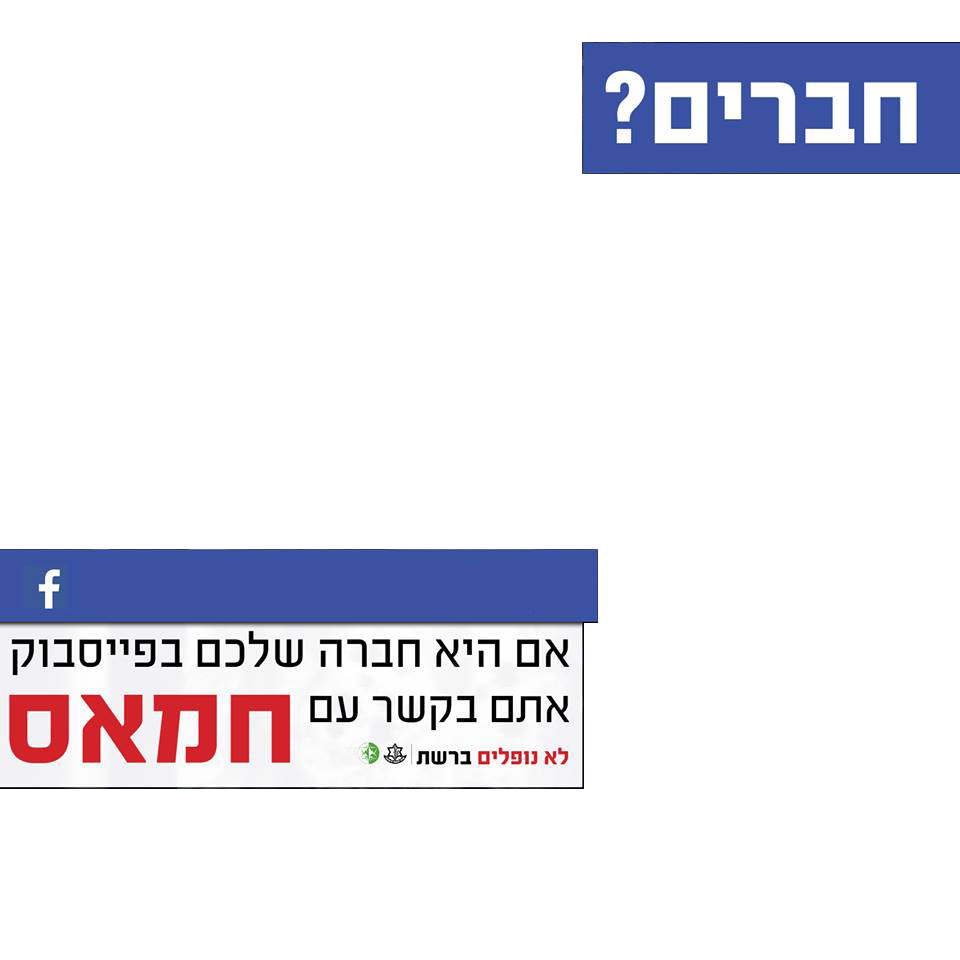 חברים?
f
אם היא חברה שלכם בפייסבוק
אתם בקשר עם חמאס
לא נופלים ברשת